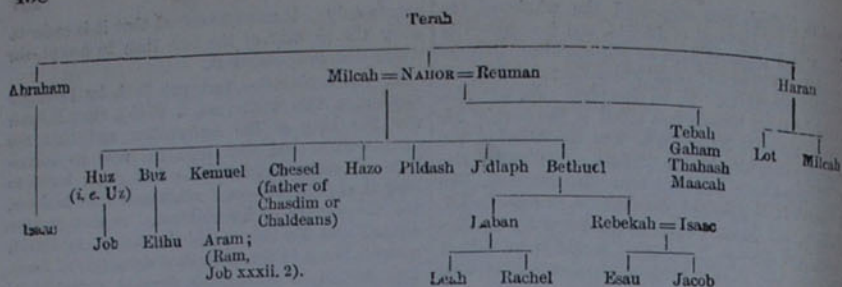 Terah
Abraham Milcah = NAHOR = Reuman Haran
Tebah
Gaham
Thahash
Maacah
Lot Milcah
Huz Buz Kemuel Chesed Hazo Pildash Jidlaph Bethuel
(i. e. Uz) (father of
Chasdim or
Chaldeans)
Isaac Job Elihu Aram; Laban Rebekah = Isaac
(Ram,
Job xxxii. 2).
Leah Rachel Esau Jacob